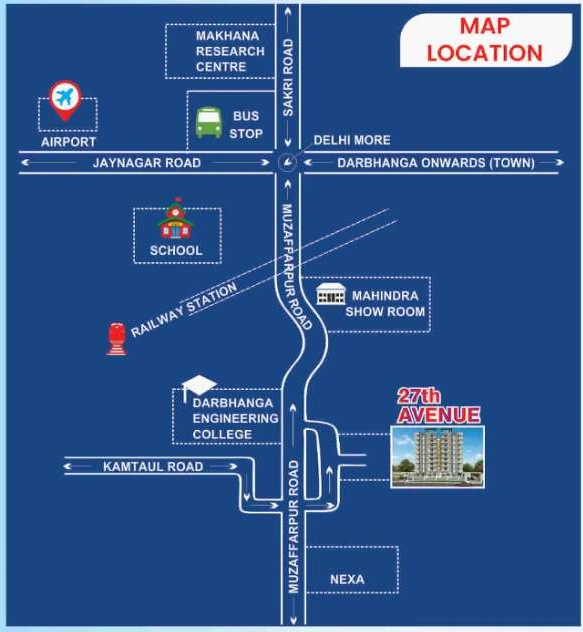 MAP
LOCATION
MAKHANA
RESEARCH
CENTRE
SAKRI ROAD
BUS
STOP
AIRPORT
DELHI MORE
JAYNAGAR ROAD
DARBHANGA ONWARDS (TOWN)
SCHOOL
MUZAFFARPUR ROAD
RAILWAY STATION
MAHINDRA
SHOW ROOM
DARBHANGA
ENGINEERING
COLLEGE
27th
AVENUE
KAMTAUL ROAD
MUZAFFARPUR ROAD
NEXA